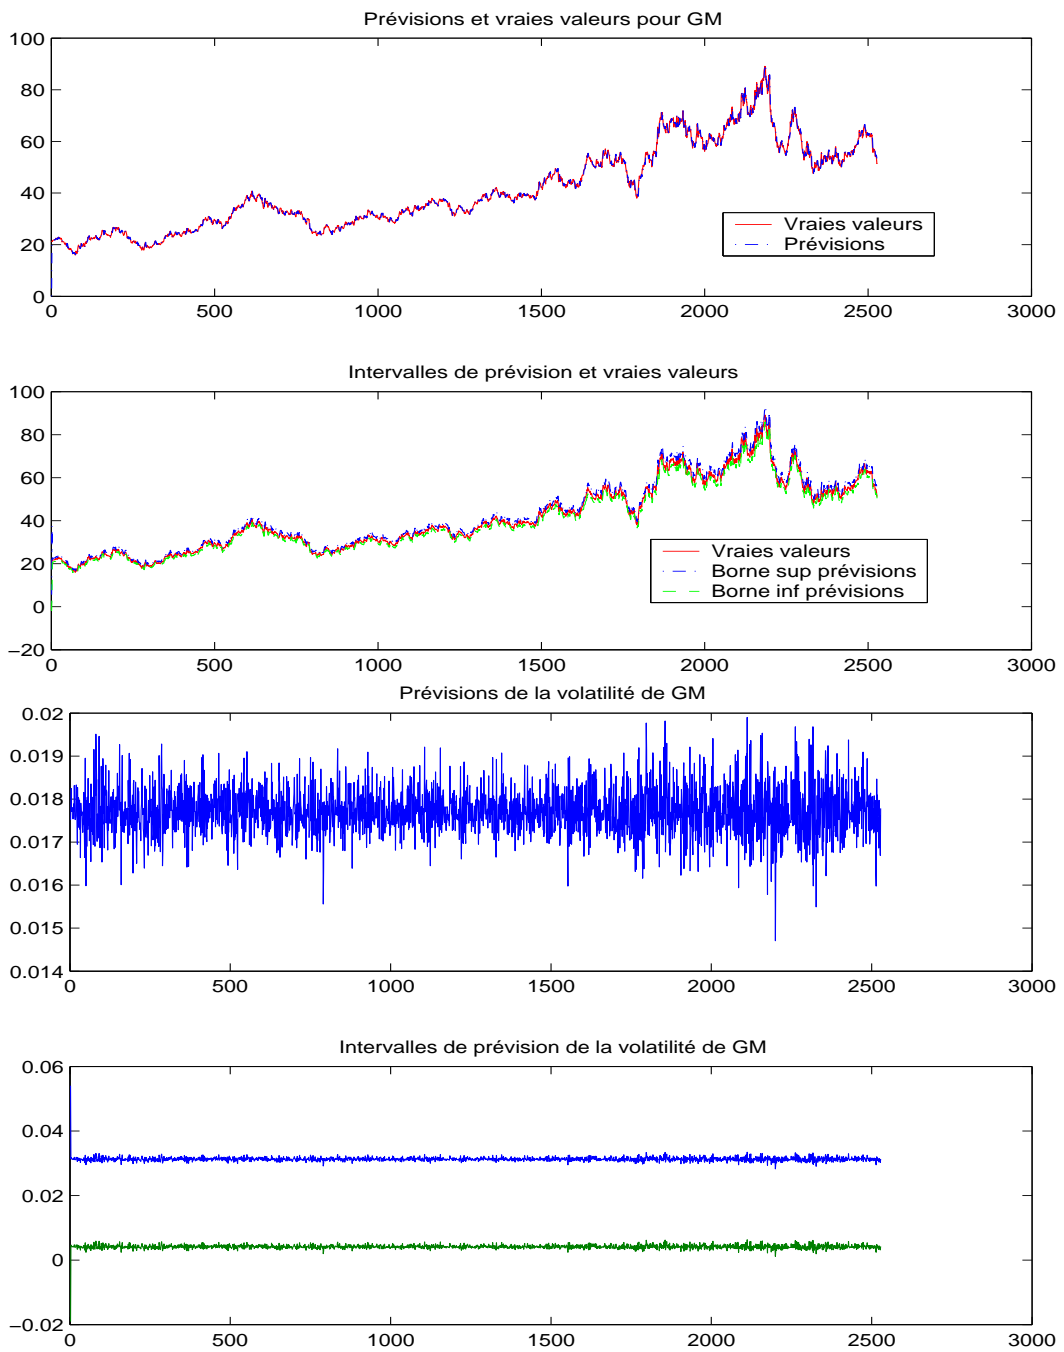 Prévisions et vraies valeurs pour GM
100
80
60
40
20
0
Vraies valeurs
Prévisions
0 500 1000 1500 2000 2500 3000
Intervalles de prévision et vraies valeurs
100
80
60
40
20
0
−20
Vraies valeurs
Borne sup prévisions
Borne inf prévisions
0 500 1000 1500 2000 2500 3000
Prévisions de la volatilité de GM
0.02
0.019
0.018
0.017
0.016
0.015
0.014
0 500 1000 1500 2000 2500 3000
Intervalles de prévision de la volatilité de GM
0.06
0.04
0.02
0
−0.02
0 500 1000 1500 2000 2500 3000